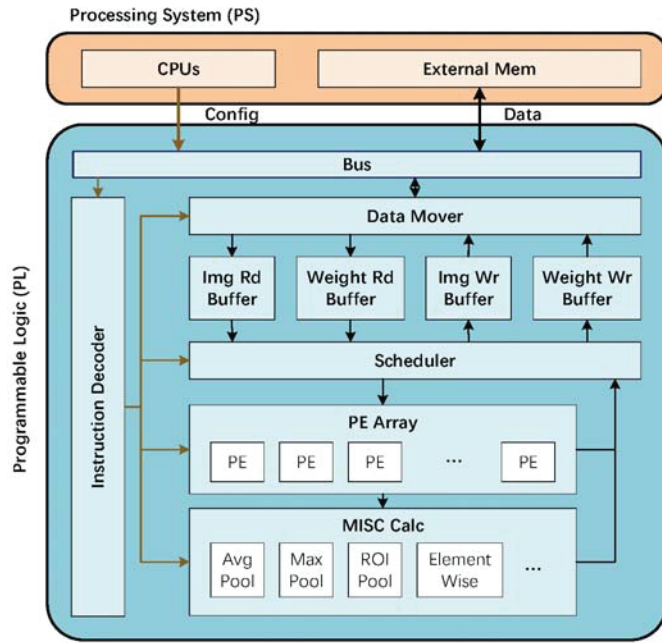 Processing System (PS)
CPUs
External Mem
Config
Data
Bus
Data Mover
Img Rd
Buffer
Weight Rd
Buffer
Img Wr
Buffer
Weight Wr
Buffer
Scheduler
PE Array
PE
PE
PE
...
PE
MISC Calc
Avg
Pool
Max
Pool
ROI
Pool
Element
Wise
...
Instruction Decoder
Programmable Logic (PL)